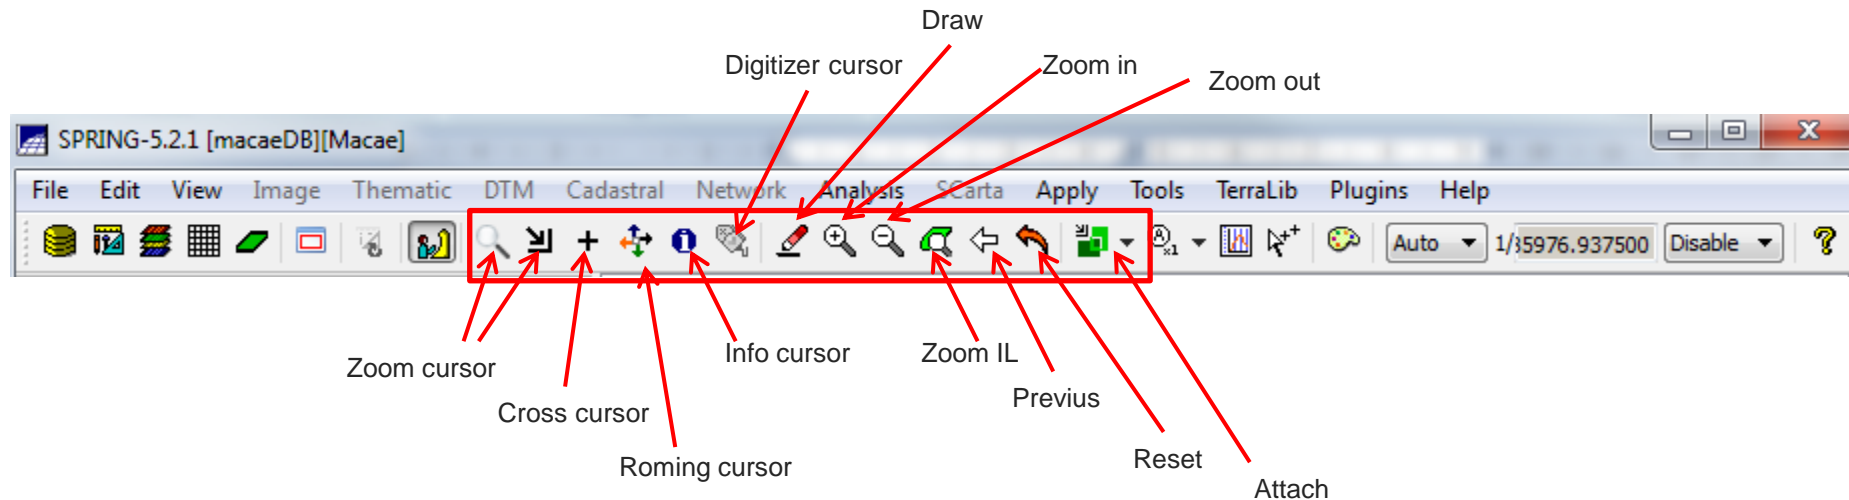 Draw
Digitizer cursor
Zoom in
Zoom out
SPRING-5.2.1 [macaeDB][Macae]
File Edit View Image Thematic DTM Cadastral Network Analysis SCarta Apply Tools TerraLib Plugins Help
Auto 1/35976.937500 Disable
Zoom cursor
Info cursor
Zoom IL
Previus
Cross cursor
Roming cursor
Reset
Attach